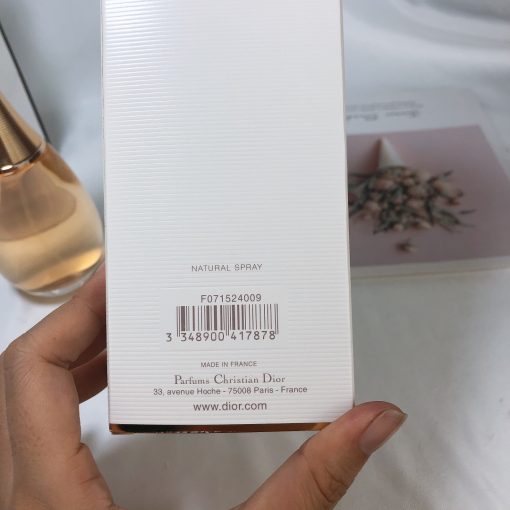 NATURAL SPRAY
F071524009
3 348900 417878
MADE IN FRANCE
Parfums Christian Dior
33, avenue Hoche - 75008 Paris - France
www.dior.com